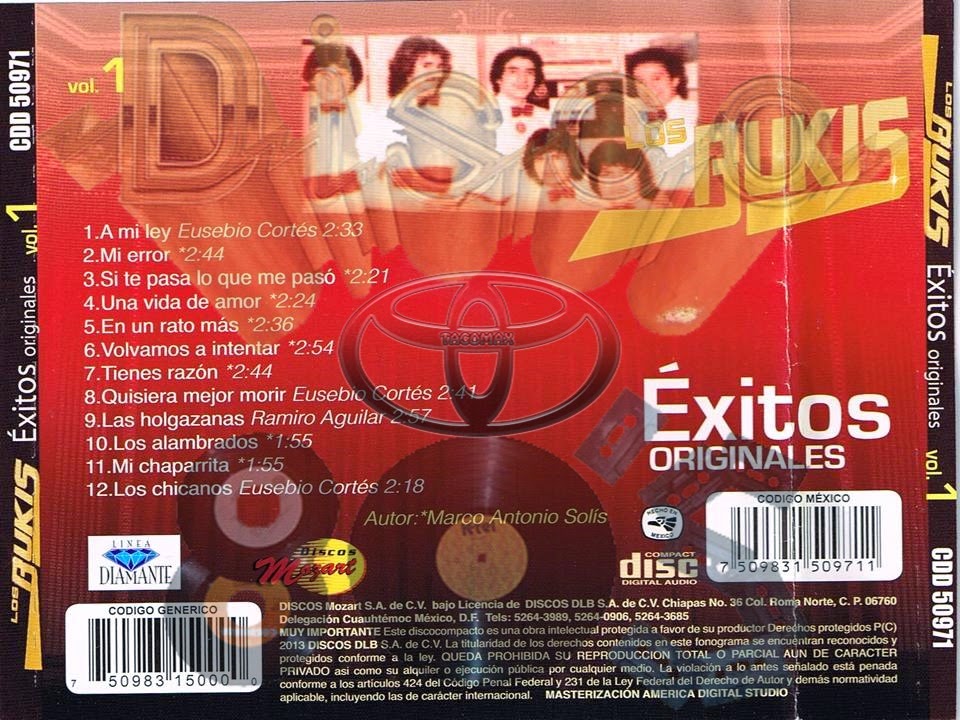 vol. 1
LOS BUKIS
1.A mi ley Eusebio Cortés 2:33
2.Mi error *2:44
3.Si te pasa lo que me pasó *2:21
4.Una vida de amor *2:24
5.En un rato más *2:36
6.Volvamos a intentar *2:54
7.Tienes razón *2:44
8.Quisiera mejor morir Eusebio Cortés 2:41
9.Las holgazanas Ramiro Aguilar 2:57
10.Los alambrados *1:55
11.Mi chaparrita *1:55
12.Los chicanos Eusebio Cortés 2:18
Autor:*Marco Antonio Solís
TACOMAX
Éxitos
ORIGINALES
LINEA
DIAMANTE
Discos
Mozart
HECHO EN
MEXICO
COMPACT
disc
DIGITAL AUDIO
CODIGO MÉXICO
7 509831 509711
CODIGO GENERICO
7 50983 15000 0
DISCOS Mozart S.A. de C.V. bajo Licencia de DISCOS DLB S.A. de C.V. Chiapas No. 36 Col. Roma Norte, C. P. 06760
Delegación Cuauhtémoc México, D.F. Tels: 5264-3989, 5264-0906, 5264-3685
MUY IMPORTANTE Este discocompacto es una obra intelectual protegida a favor de su productor Derechos protegidos P(C)
2013 DISCOS DLB S.A. de C.V. La titularidad de los derechos contenidos en este fonograma se encuentran reconocidos y
protegidos conforme a la ley. QUEDA PROHIBIDA SU REPRODUCCION TOTAL O PARCIAL AUN DE CARACTER
PRIVADO así como su alquiler o ejecución pública por cualquier medio. La violación a lo antes señalado está penada
conforme a los artículos 424 del Código Penal Federal y 231 de la Ley Federal del Derecho de Autor y demás normatividad
aplicable, incluyendo las de carácter internacional. MASTERIZACIÓN AMERICA DIGITAL STUDIO
LOS BUKIS Éxitos originales vol. 1 CDD 50971
LOS BUKIS Éxitos originales vol. 1 CDD 50971